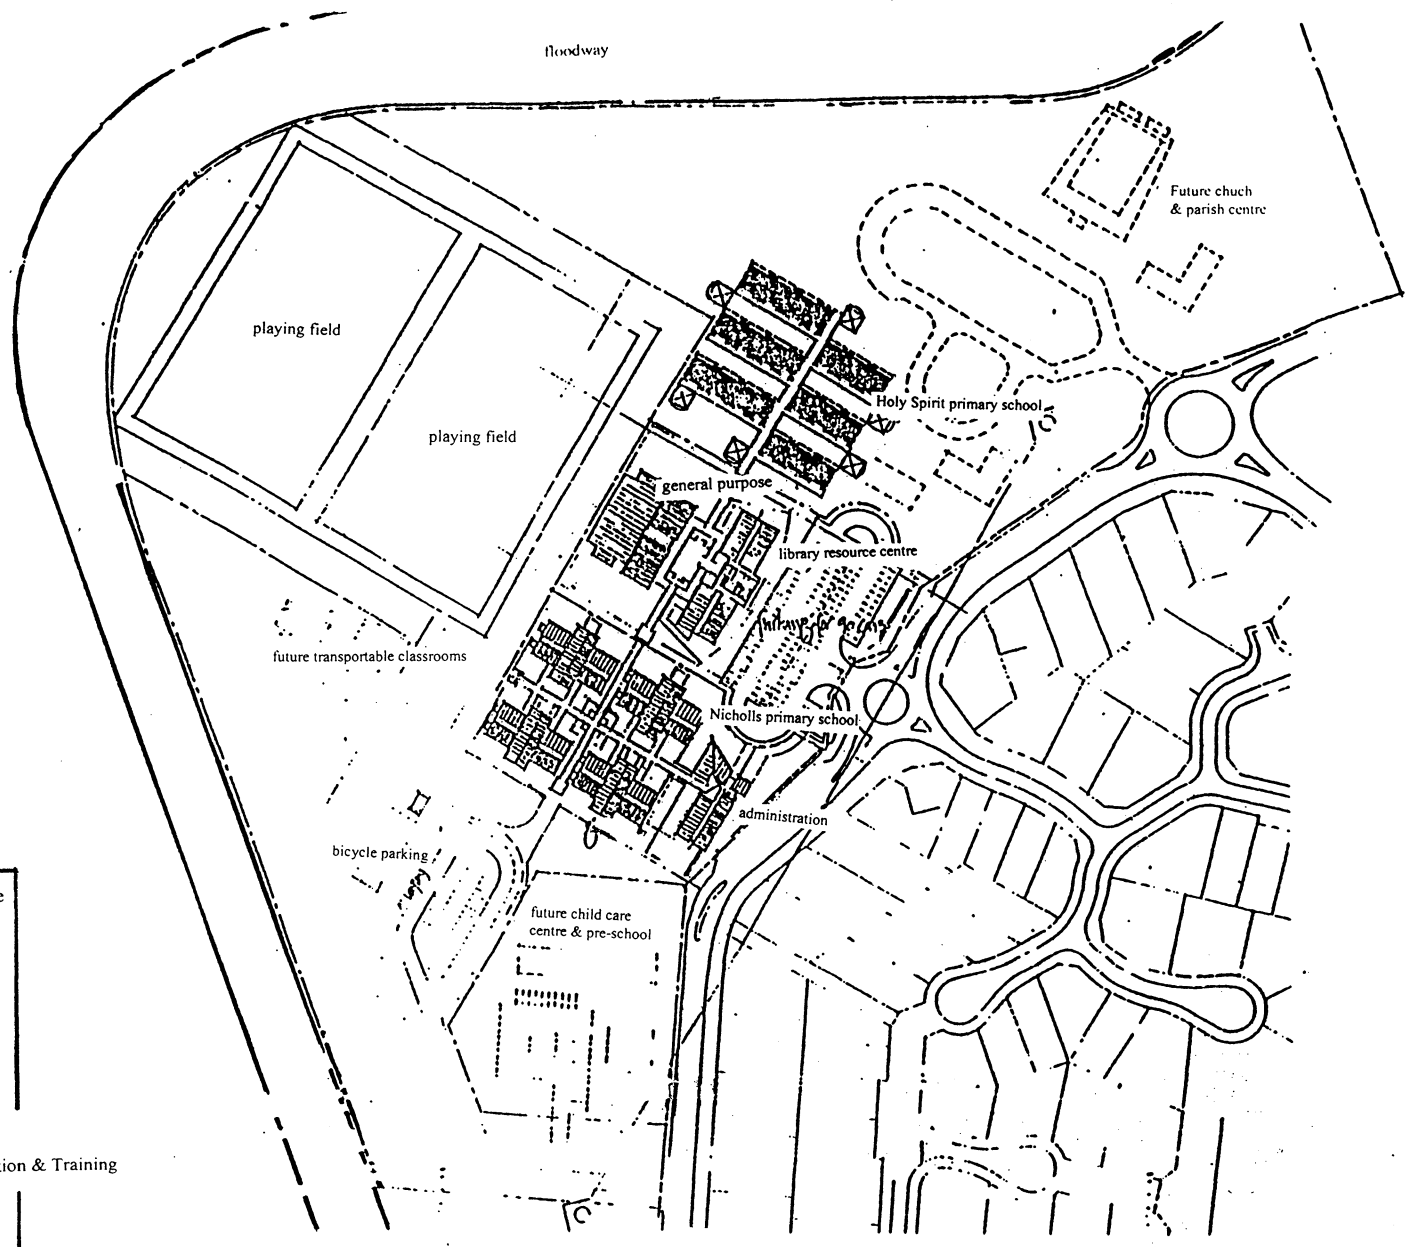 floodway
Future chuch
& parish centre
playing field
Holy Spirit primary school
playing field
general purpose
library resource centre
future transportable classrooms
Nicholls primary school
administration
bicycle parking
future child care
centre & pre-school
& Training